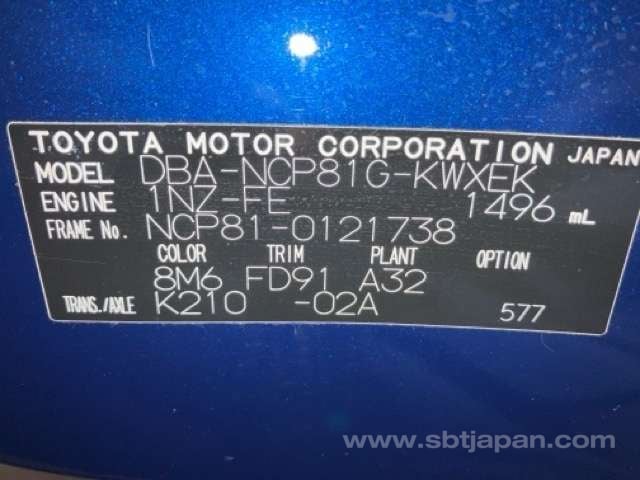 TOYOTA MOTOR CORPORATION JAPAN
MODEL DBA-NCP81G-KWXEK
ENGINE 1NZ-FE 1496 mL
FRAME No. NCP81-0121738
COLOR TRIM PLANT OPTION
8M6 FD91 A32
TRANS./AXLE K210 -02A 577
www.sbtjapan.com